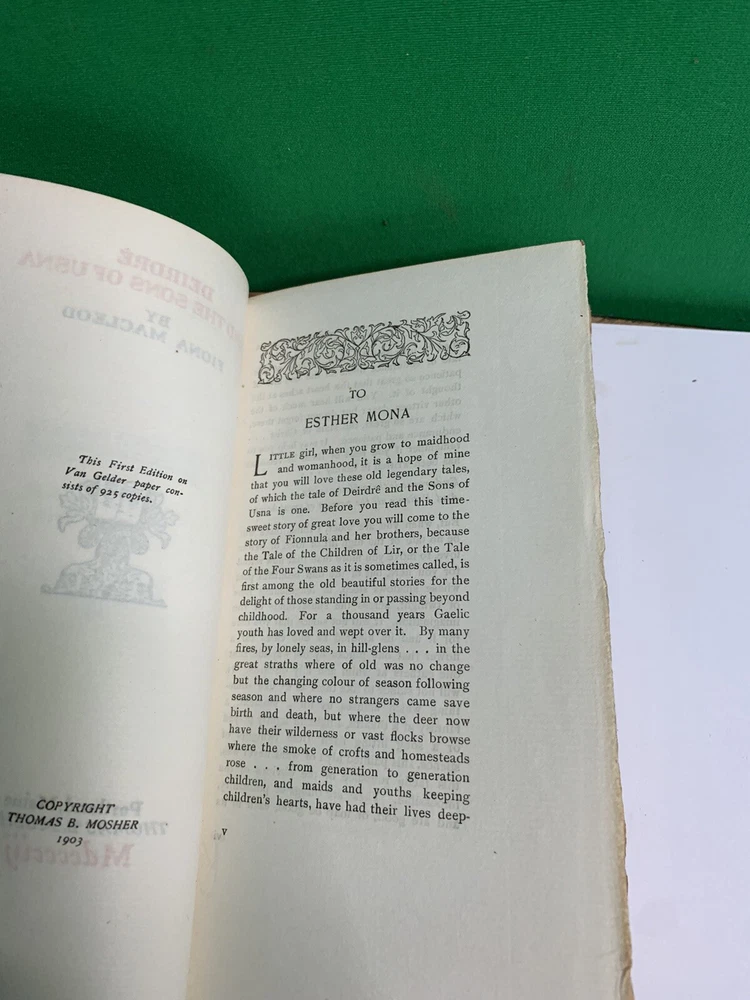 This First Edition on
Van Gelder paper con-
sists of 925 copies.
COPYRIGHT
THOMAS B. MOSHER
1903
TO
ESTHER MONA
LITTLE girl, when you grow to maidhood
and womanhood, it is a hope of mine
that you will love these old legendary tales,
of which the tale of Deirdrê and the Sons of
Usna is one. Before you read this time-
sweet story of great love you will come to the
story of Fionnula and her brothers, because
the Tale of the Children of Lir, or the Tale
of the Four Swans as it is sometimes called, is
first among the old beautiful stories for the
delight of those standing in or passing beyond
childhood. For a thousand years Gaelic
youth has loved and wept over it. By many
fires, by lonely seas, in hill-glens . . . in the
great straths where of old was no change
but the changing colour of season following
season and where no strangers came save
birth and death, but where the deer now
have their wilderness or vast flocks browse
where the smoke of crofts and homesteads
rose . . . from generation to generation
children, and maids and youths keeping
children's hearts, have had their lives deep-
v